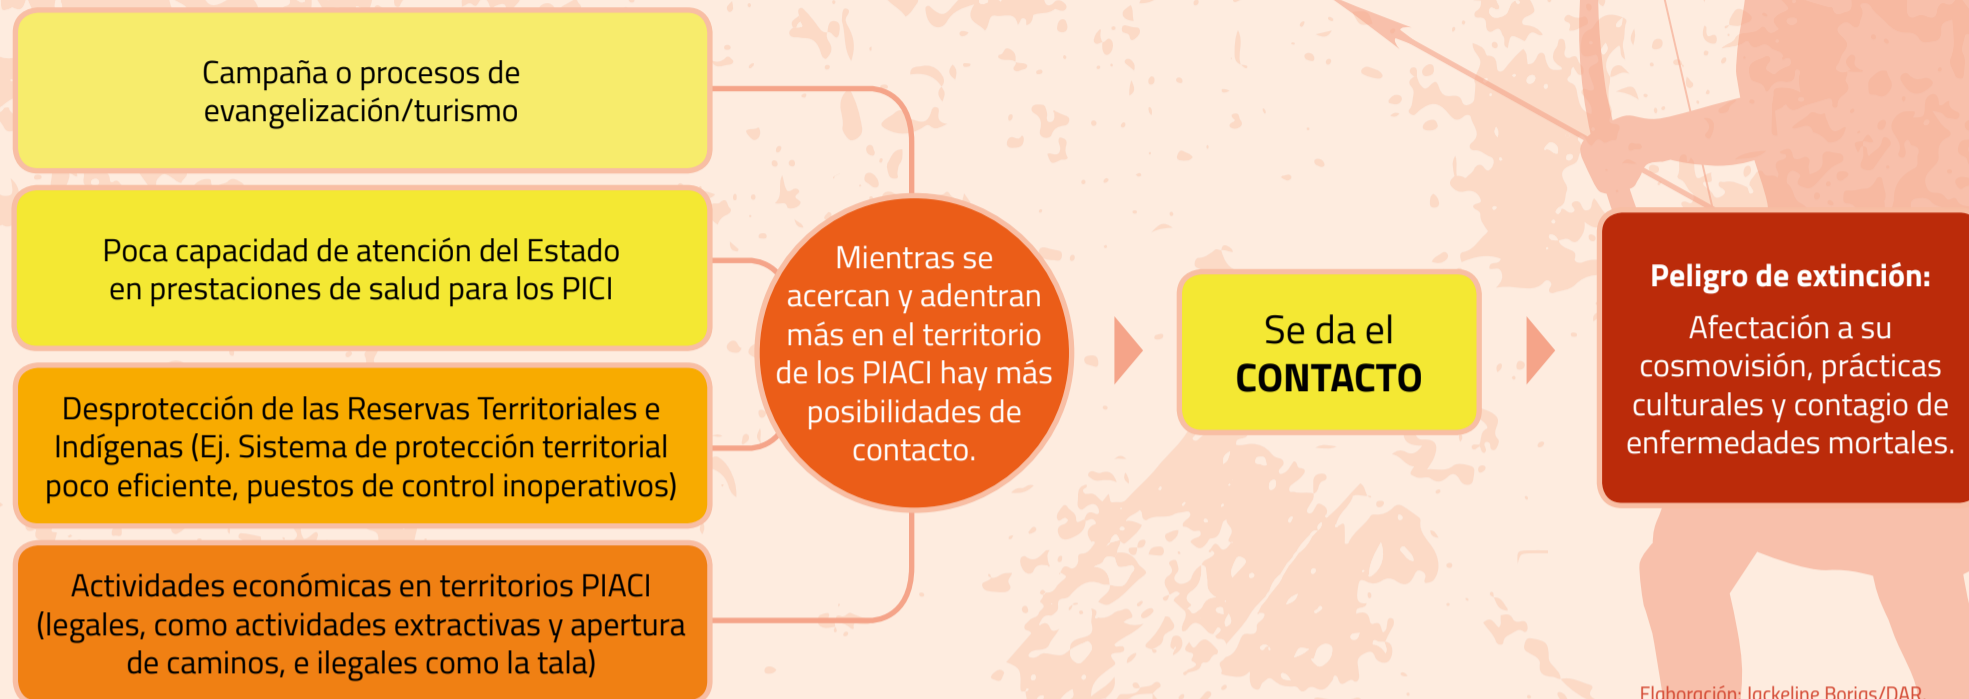 Campaña o procesos de
evangelización/turismo
Poca capacidad de atención del Estado
en prestaciones de salud para los PICI
Desprotección de las Reservas Territoriales e
Indígenas (Ej. Sistema de protección territorial
poco eficiente, puestos de control inoperativos)
Actividades económicas en territorios PIACI
(legales, como actividades extractivas y apertura
de caminos, e ilegales como la tala)
Mientras se
acercan y adentran
más en el territorio
de los PIACI hay más
posibilidades de
contacto.
Se da el
CONTACTO
Peligro de extinción:
Afectación a su
cosmovisión, prácticas
culturales y contagio de
enfermedades mortales.
Elaboración: Jackeline Borjas/DAR